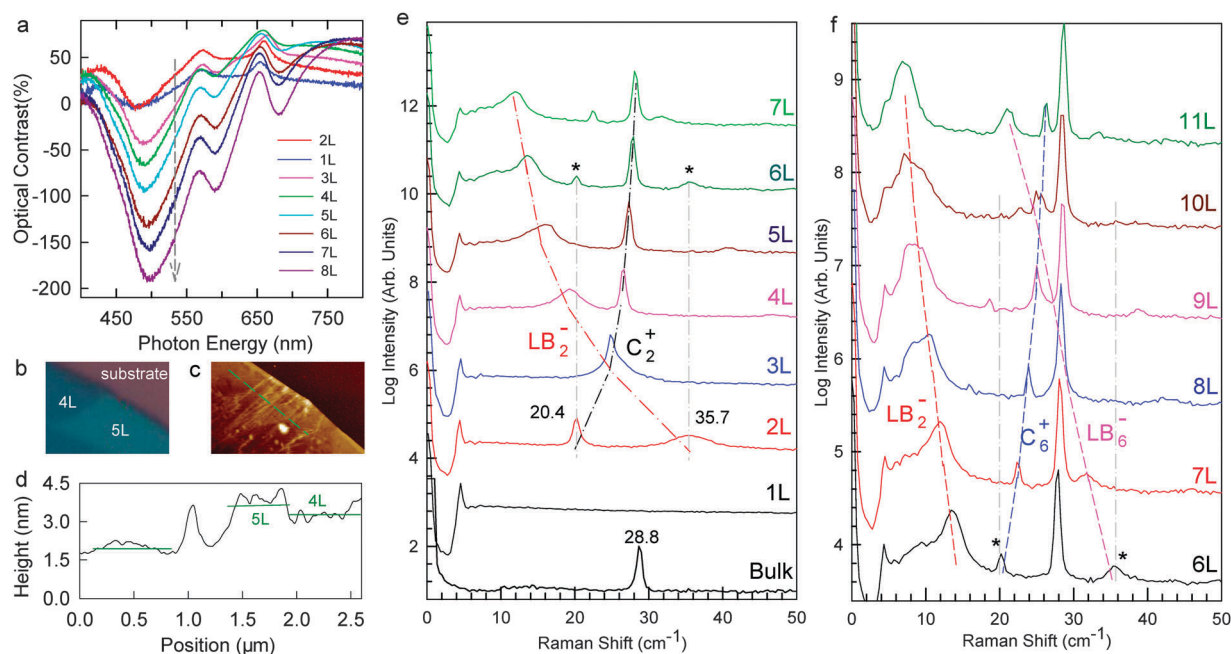 a
Optical Contrast(%)
50
0
-50
-100
-150
-200
2L
1L
3L
4L
5L
6L
7L
8L
450 550 650 750
Photon Energy (nm)
b
substrate
4L
5L
c
d
Height (nm)
4.5
3.0
1.5
0.0
5L
4L
0.0 0.5 1.0 1.5 2.0 2.5
Position (µm)
e
Log Intensity (Arb. Units)
12
10
8
6
4
2
7L
* *
6L
5L
4L
LB₂⁻
C₂⁺
3L
20.4 35.7
2L
1L
28.8
Bulk
0 10 20 30 40 50
Raman Shift (cm⁻¹)
f
Log Intensity (Arb. Units)
9
8
7
6
5
4
11L
10L
9L
8L
LB₂⁻
C₆⁺
LB₆⁻
7L
* *
6L
0 10 20 30 40 50
Raman Shift (cm⁻¹)